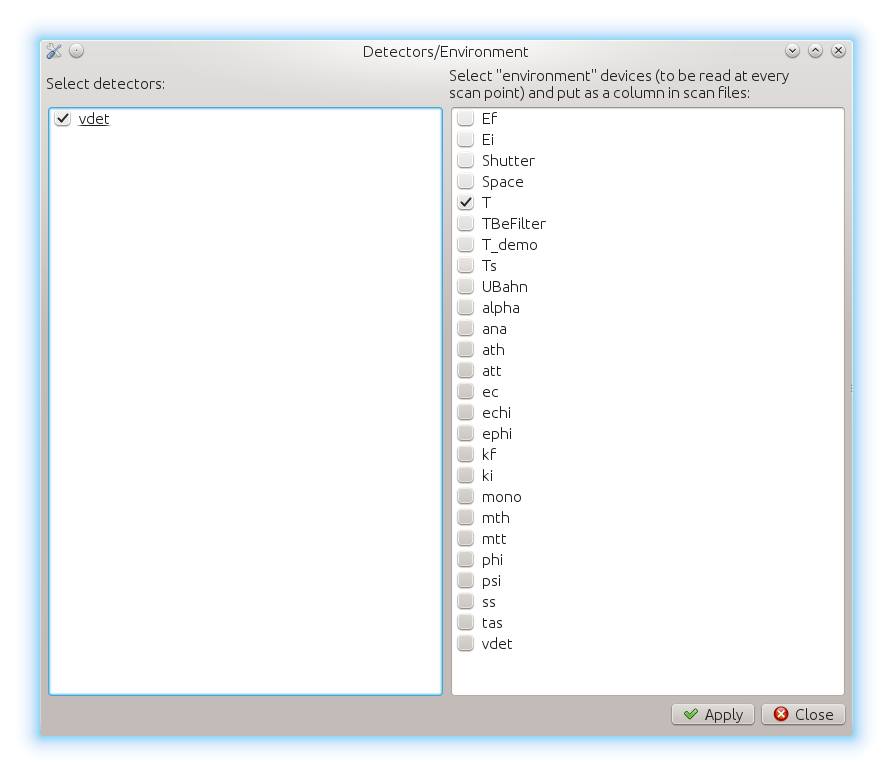 Detectors/Environment
Select detectors:
vdet
Select "environment" devices (to be read at every
scan point) and put as a column in scan files:
Ef
Ei
Shutter
Space
T
TBeFilter
T_demo
Ts
UBahn
alpha
ana
ath
att
ec
echi
ephi
kf
ki
mono
mth
mtt
phi
psi
ss
tas
vdet
Apply
Close